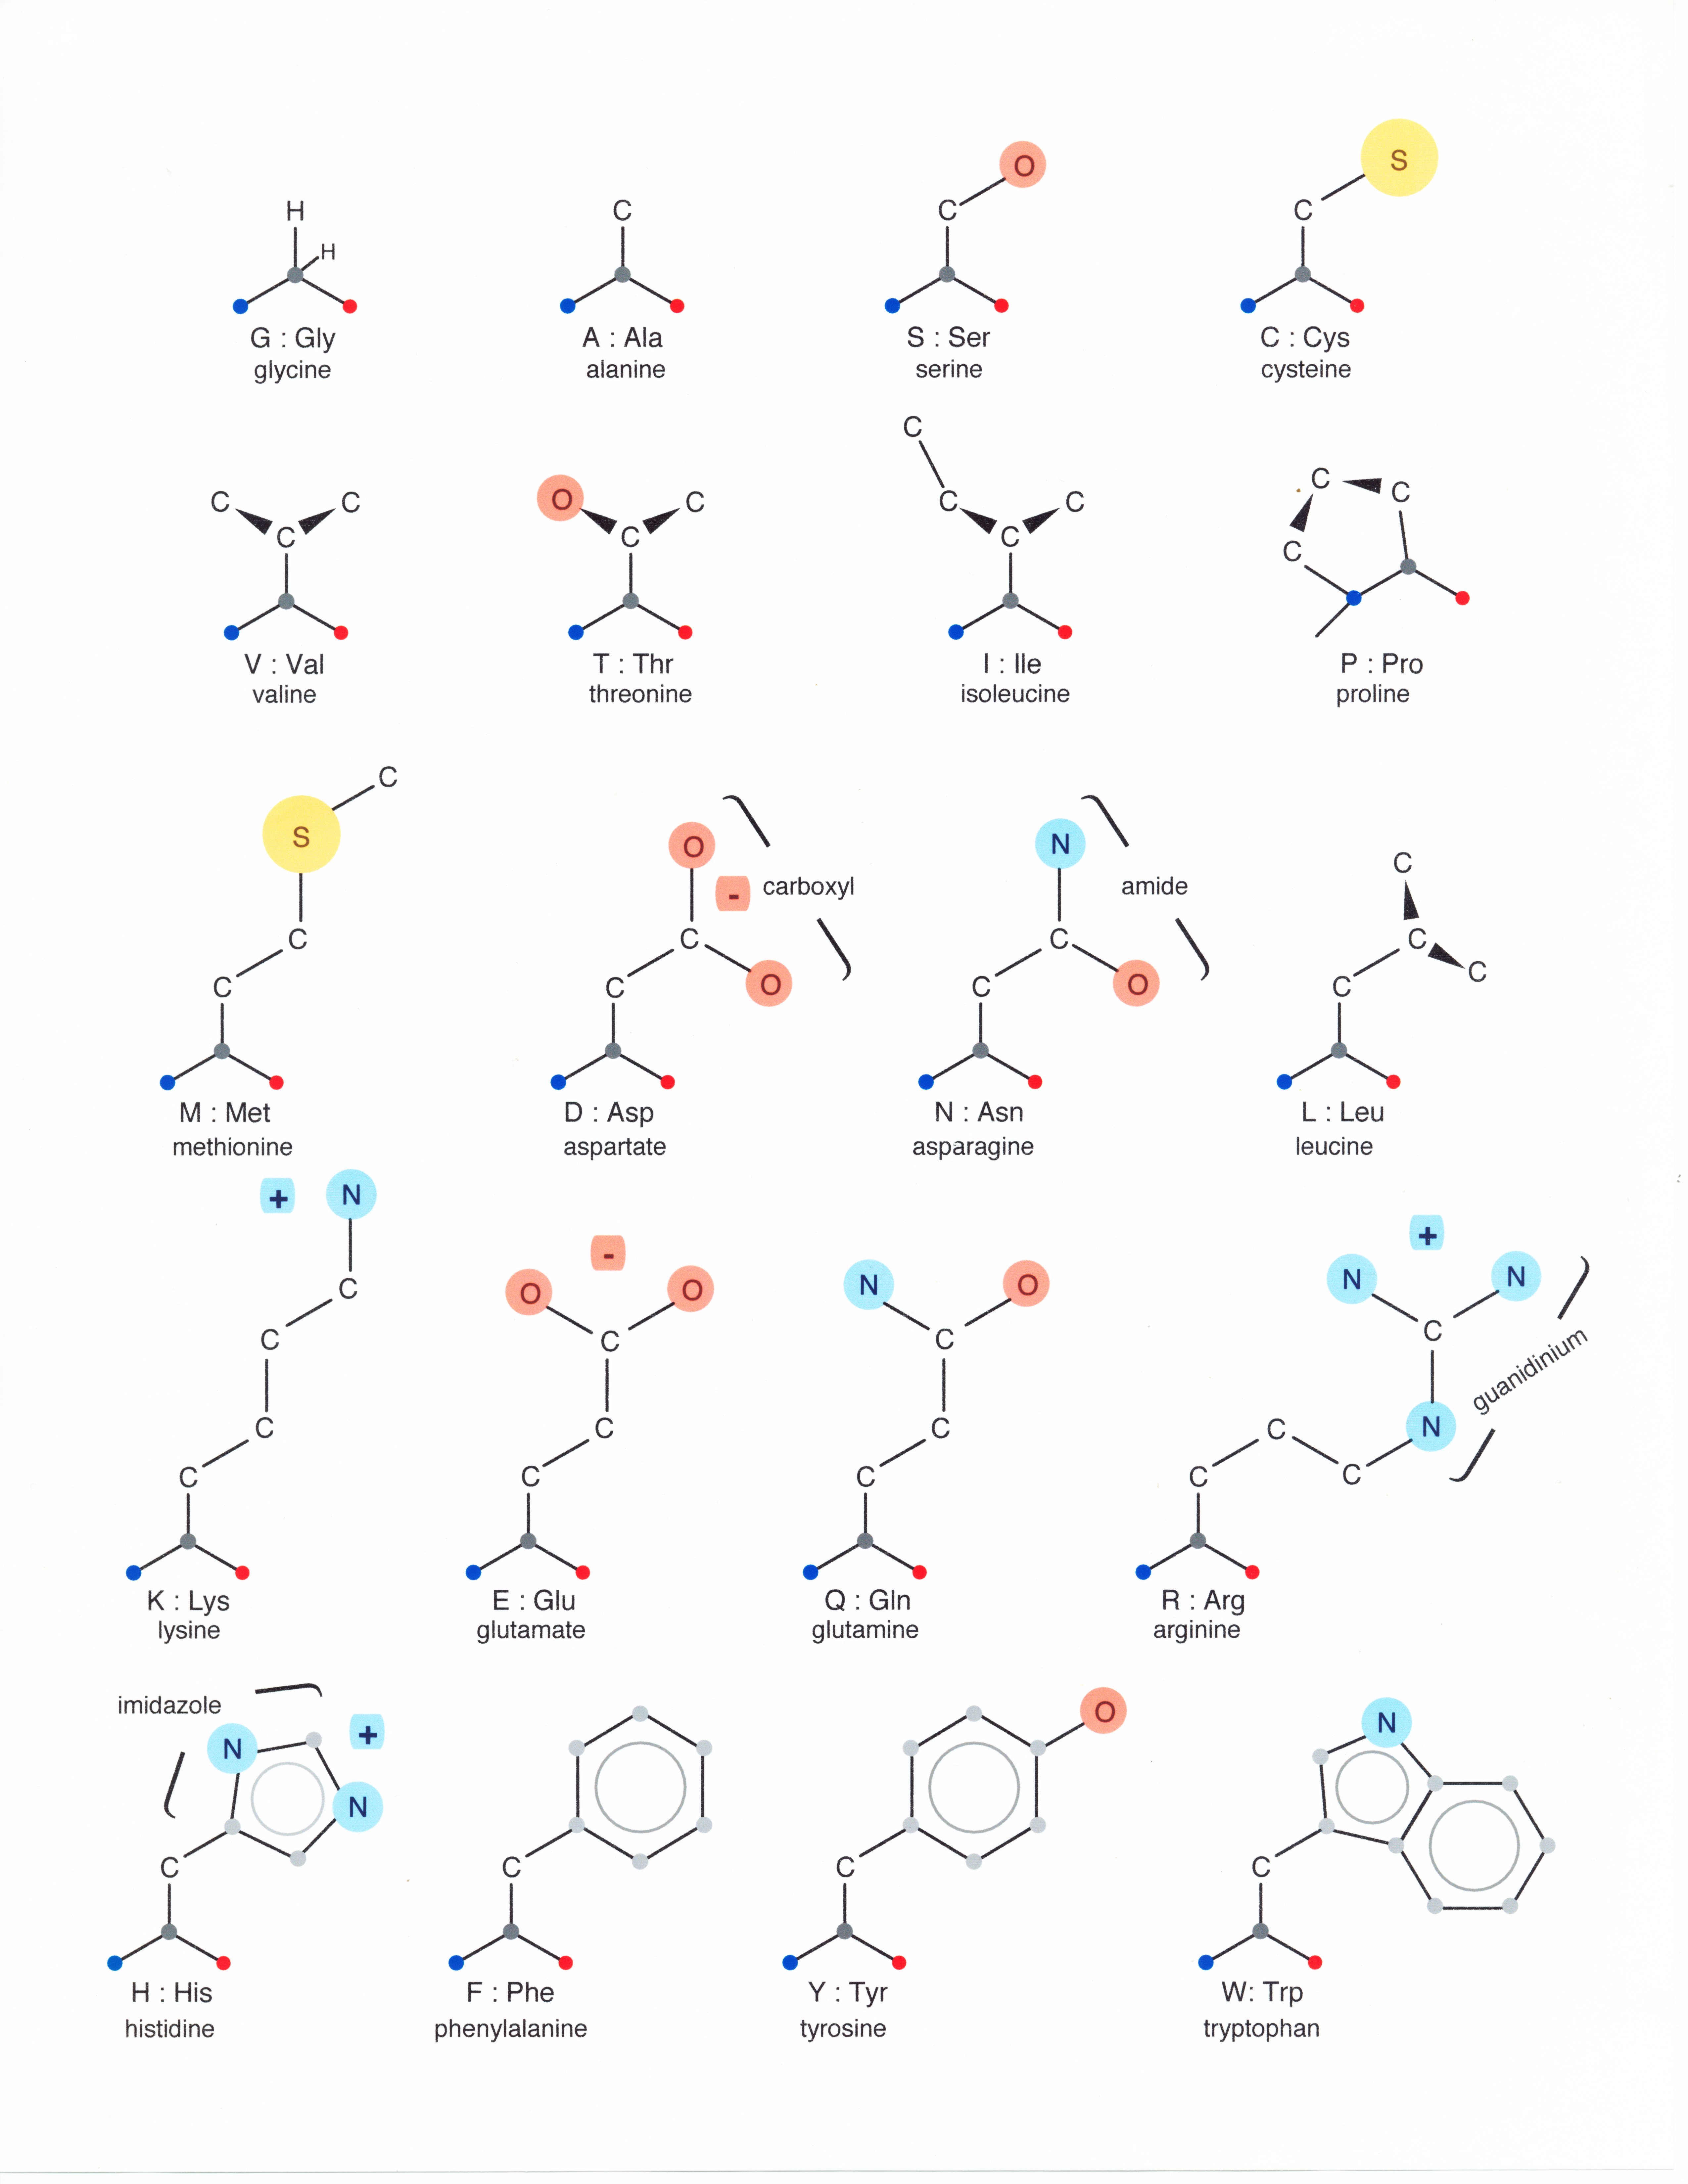 H
H
G : Gly
glycine
C
A : Ala
alanine
O
C
S : Ser
serine
S
C
C : Cys
cysteine
C C
C
V : Val
valine
O C
C
T : Thr
threonine
C
C C
C
I : Ile
isoleucine
C C
C
P : Pro
proline
C
S
C
C
M : Met
methionine
O
- carboxyl
C
O
C
D : Asp
aspartate
N
amide
C
O
C
N : Asn
asparagine
C
C
C
C
L : Leu
leucine
+ N
C
C
C
C
K : Lys
lysine
-
O O
C
C
C
E : Glu
glutamate
N O
C
C
C
Q : Gln
glutamine
+
N N
C
guanidinium
N
C
C
C
R : Arg
arginine
imidazole
+
N
N
C
H : His
histidine
C
F : Phe
phenylalanine
O
C
Y : Tyr
tyrosine
N
C
W: Trp
tryptophan